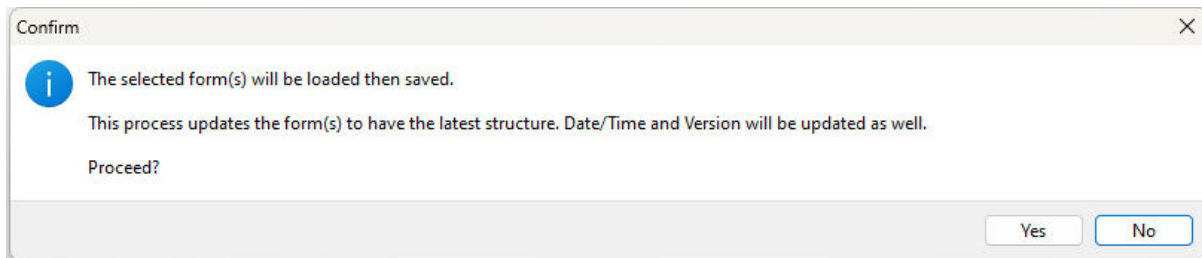 Confirm
The selected form(s) will be loaded then saved.
This process updates the form(s) to have the latest structure. Date/Time and Version will be updated as well.
Proceed?
Yes No